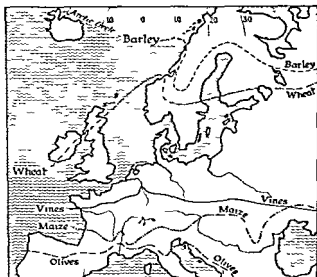 Arctic Circle
10 0 10 20 30
Barley
Barley
Wheat
Wheat
Vines
Maize
Vines
Maize
Olives
Olives